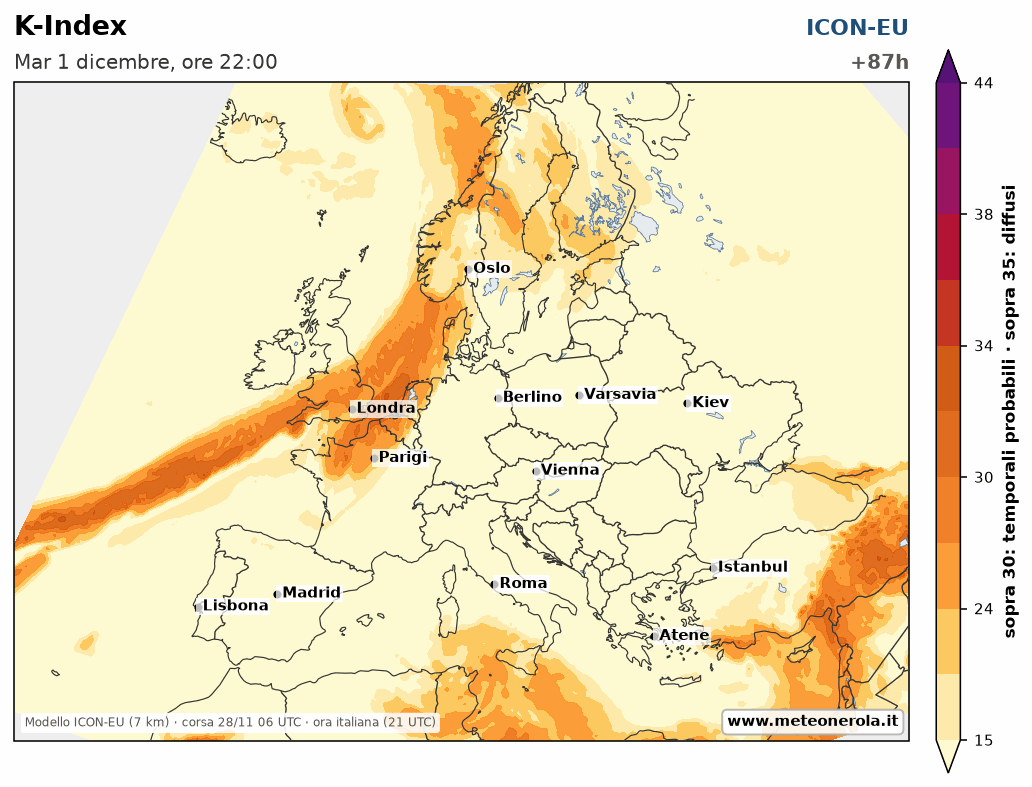 K-Index
ICON-EU
Mar 1 dicembre, ore 22:00
+87h
44
38
34
30
24
15
sopra 30: temporali probabili · sopra 35: diffusi
Oslo
Londra
Berlino
Varsavia
Kiev
Parigi
Vienna
Istanbul
Roma
Madrid
Lisbona
Atene
Modello ICON-EU (7 km) · corsa 28/11 06 UTC · ora italiana (21 UTC)
www.meteonerola.it